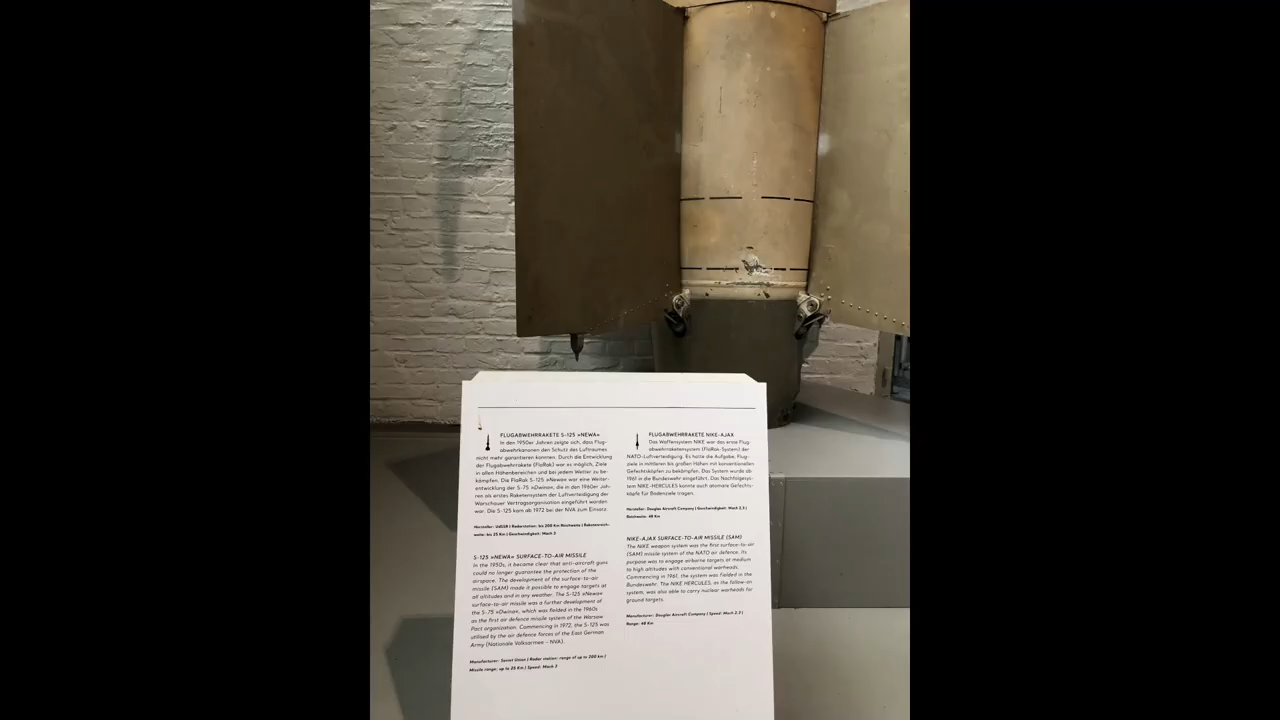 FLUGABWEHRRAKETE S-125 »NEWA«
In den 1950er Jahren zeigte sich, dass Flug-
abwehrkanonen den Schutz des Luftraumes
nicht mehr garantieren konnten. Durch die Entwicklung
der Flugabwehrrakete (FlaRak) war es möglich, Ziele
in allen Höhenbereichen und bei jedem Wetter zu be-
kämpfen. Die FlaRak S-125 »Newa« war eine Weiter-
entwicklung der S-75 »Dwina«, die in den 1960er Jah-
ren als erstes Raketensystem der Luftverteidigung der
Warschauer Vertragsorganisation eingeführt worden
war. Die S-125 kam ab 1972 bei der NVA zum Einsatz.
Hersteller: UdSSR | Radarstation: bis 200 Km Reichweite | Raketenreich-
weite: bis 25 Km | Geschwindigkeit: Mach 3
S-125 »NEWA« SURFACE-TO-AIR MISSILE
In the 1950s, it became clear that anti-aircraft guns
could no longer guarantee the protection of the
airspace. The development of the surface-to-air
missile (SAM) made it possible to engage targets at
all altitudes and in any weather. The S-125 »Newa«
surface-to-air missile was a further development of
the S-75 »Dwina«, which was fielded in the 1960s
as the first air defence missile system of the Warsaw
Pact organization. Commencing in 1972, the S-125 was
utilised by the air defence forces of the East German
Army (Nationale Volksarmee – NVA).
Manufacturer: Soviet Union | Radar station: range of up to 200 km |
Missile range: up to 25 Km | Speed: Mach 3
FLUGABWEHRRAKETE NIKE-AJAX
Das Waffensystem NIKE war das erste Flug-
abwehrraketensystem (FlaRak-System) der
NATO-Luftverteidigung. Es hatte die Aufgabe, Flug-
ziele in mittleren bis großen Höhen mit konventionellen
Gefechtsköpfen zu bekämpfen. Das System wurde ab
1961 in die Bundeswehr eingeführt. Das Nachfolgesys-
tem NIKE-HERCULES konnte auch atomare Gefechts-
köpfe für Bodenziele tragen.
Hersteller: Douglas Aircraft Company | Geschwindigkeit: Mach 2,3 |
Reichweite: 48 Km
NIKE-AJAX SURFACE-TO-AIR MISSILE (SAM)
The NIKE weapon system was the first surface-to-air
(SAM) missile system of the NATO air defence. Its
purpose was to engage airborne targets at medium
to high altitudes with conventional warheads.
Commencing in 1961, the system was fielded in the
Bundeswehr. The NIKE HERCULES, as the follow-on
system, was also able to carry nuclear warheads for
ground targets.
Manufacturer: Douglas Aircraft Company | Speed: Mach 2.3 |
Range: 48 Km